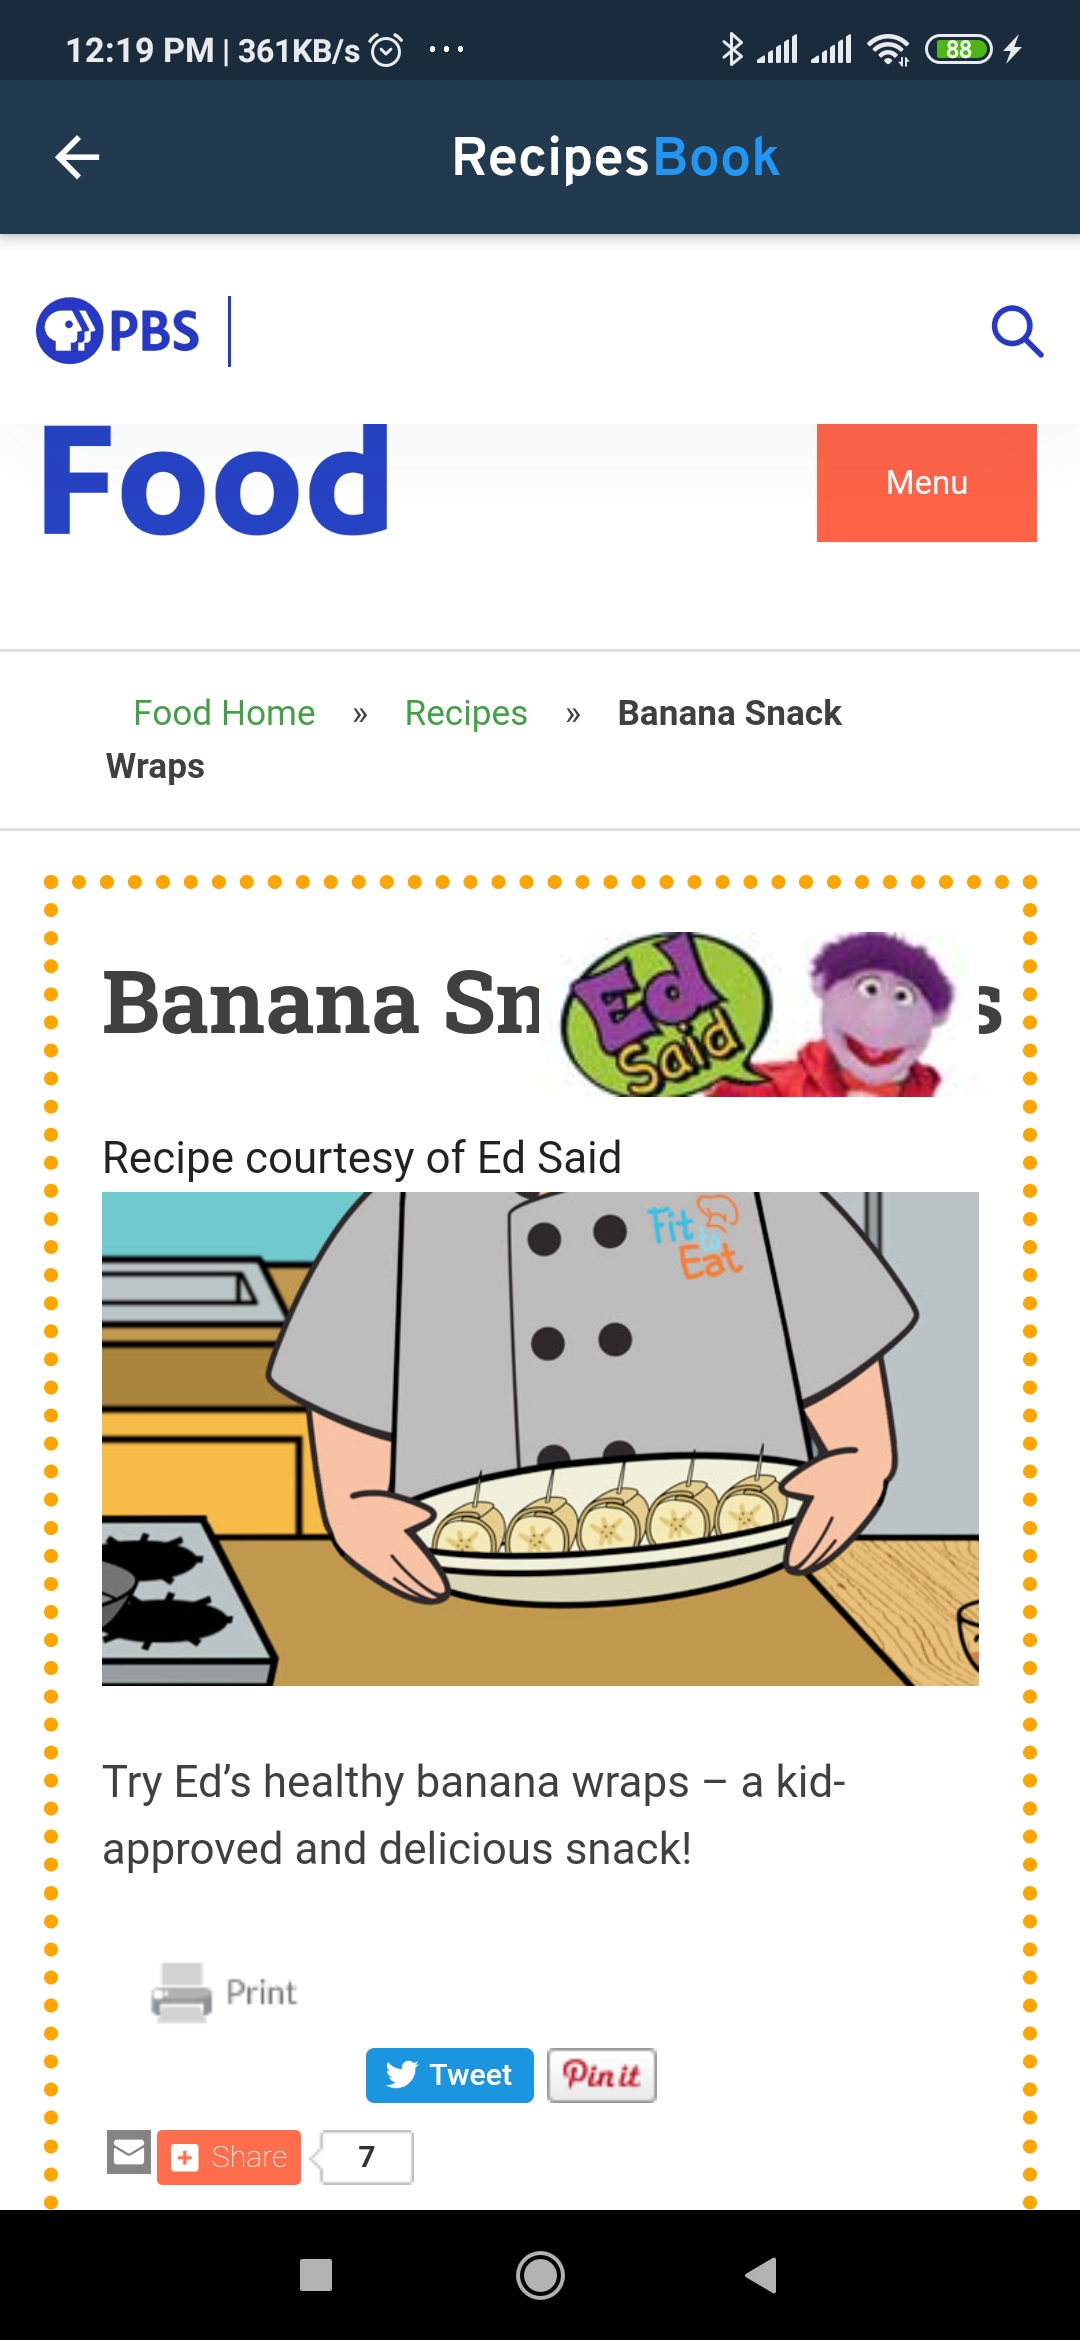 12:19 PM | 361KB/s ...
88
RecipesBook
PBS
Food
Menu
Food Home » Recipes » Banana Snack
Wraps
Banana Sn s
Ed
Said
Recipe courtesy of Ed Said
Fit
to
Eat
Try Ed’s healthy banana wraps – a kid-
approved and delicious snack!
Print
Tweet
Pin it
Share
7